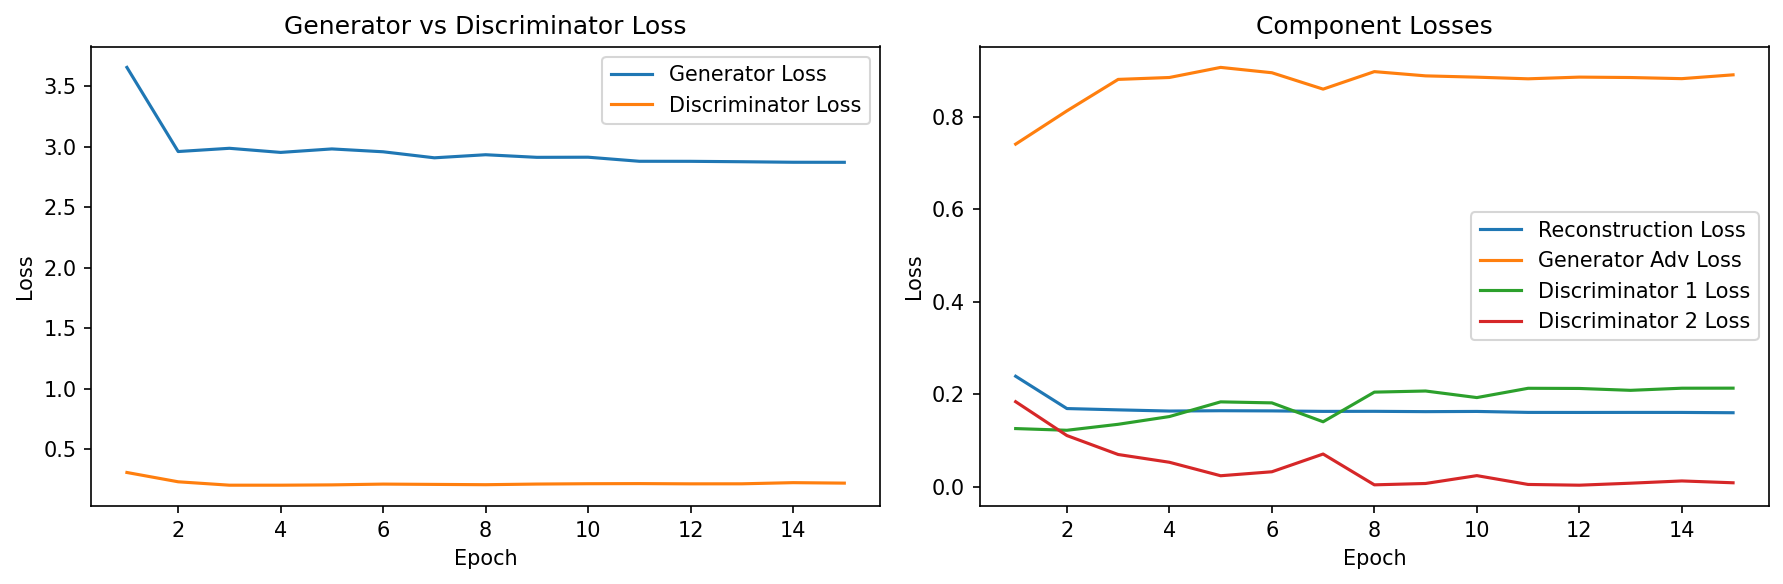 Generator vs Discriminator Loss
Generator Loss
Discriminator Loss
3.5
3.0
2.5
2.0
1.5
1.0
0.5
Loss
2 4 6 8 10 12 14
Epoch
Component Losses
Reconstruction Loss
Generator Adv Loss
Discriminator 1 Loss
Discriminator 2 Loss
0.8
0.6
0.4
0.2
0.0
Loss
2 4 6 8 10 12 14
Epoch